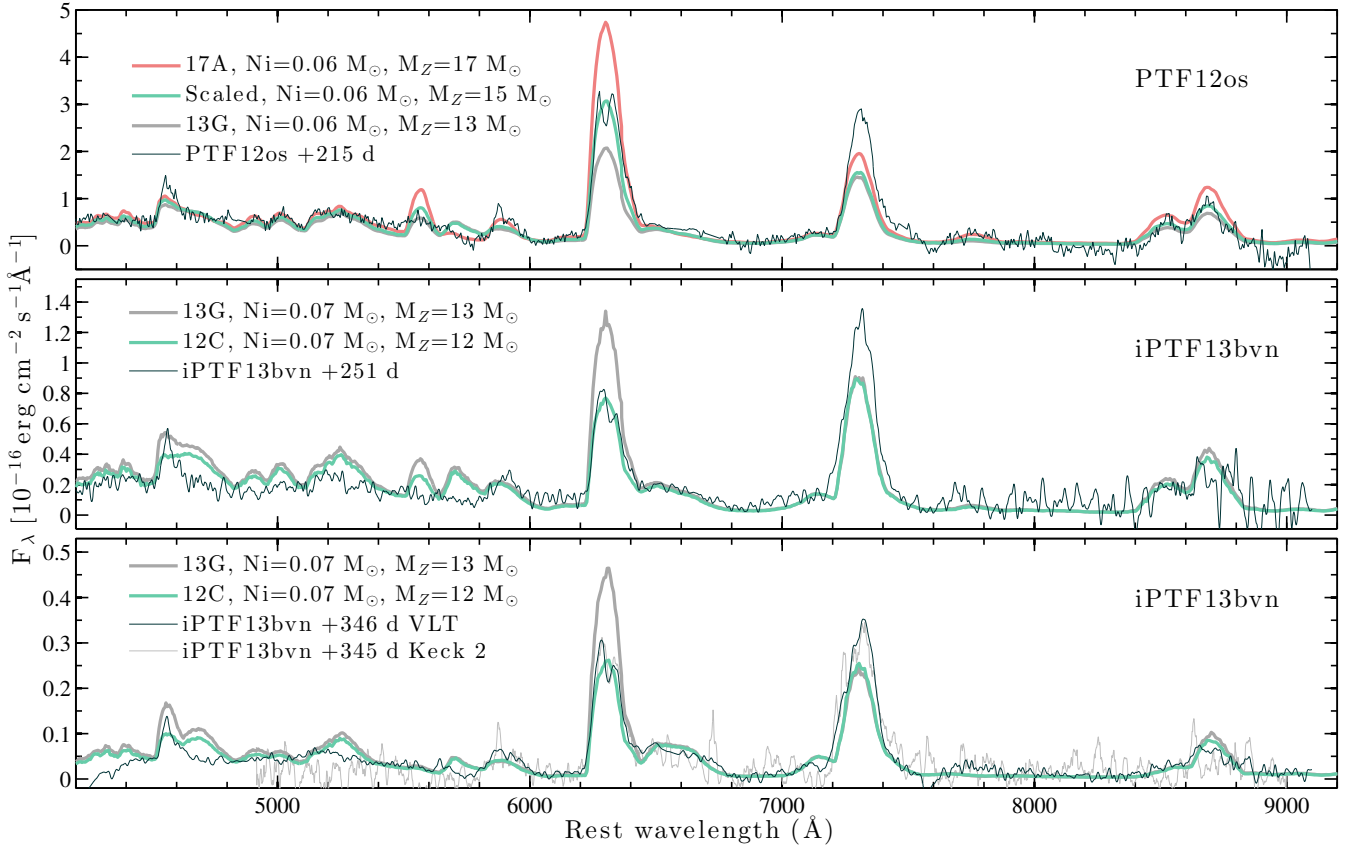 5
4
3
2
1
0
17A, Ni=0.06 M⊙, M_Z=17 M⊙
Scaled, Ni=0.06 M⊙, M_Z=15 M⊙
13G, Ni=0.06 M⊙, M_Z=13 M⊙
PTF12os +215 d
PTF12os
1.4
1.2
1.0
0.8
0.6
0.4
0.2
0
13G, Ni=0.07 M⊙, M_Z=13 M⊙
12C, Ni=0.07 M⊙, M_Z=12 M⊙
iPTF13bvn +251 d
iPTF13bvn
F_λ [10⁻¹⁶ erg cm⁻² s⁻¹Å⁻¹]
0.5
0.4
0.3
0.2
0.1
0
13G, Ni=0.07 M⊙, M_Z=13 M⊙
12C, Ni=0.07 M⊙, M_Z=12 M⊙
iPTF13bvn +346 d VLT
iPTF13bvn +345 d Keck 2
iPTF13bvn
5000 6000 7000 8000 9000
Rest wavelength (Å)